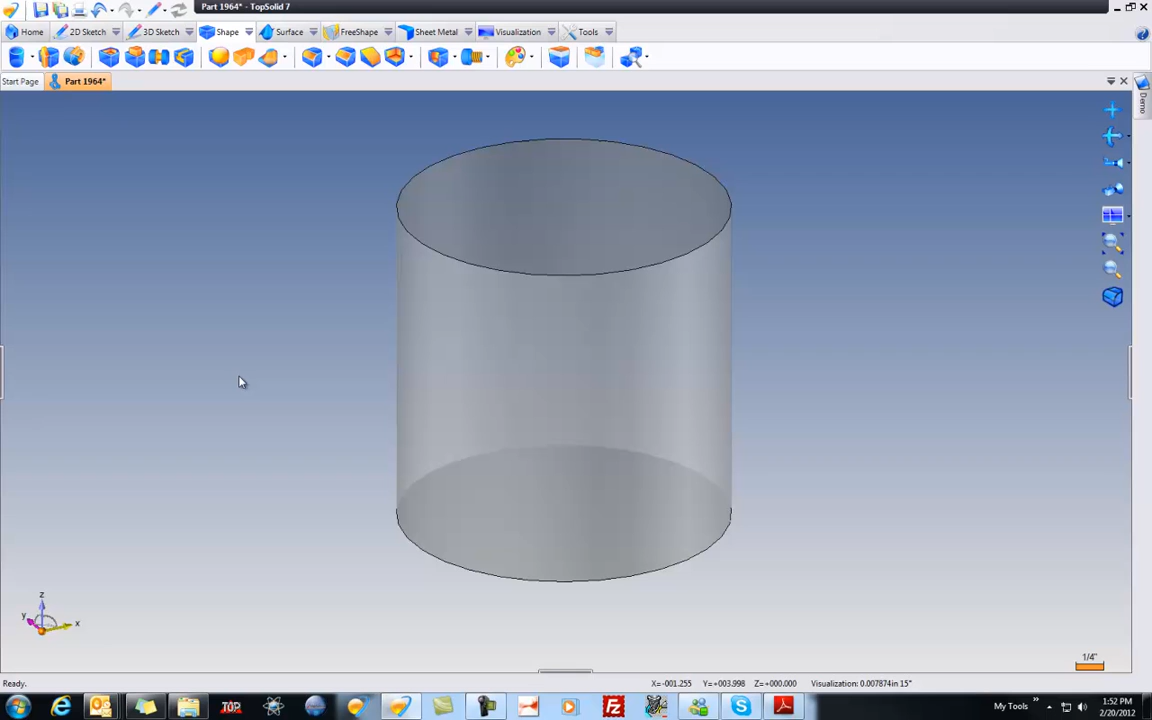 Part 1964* - TopSolid 7
Home
2D Sketch
3D Sketch
Shape
Surface
FreeShape
Sheet Metal
Visualization
Tools
Start Page
Part 1964*
Demo
z
y
x
1/4"
Ready.
X=-001.255
Y=+003.998
Z=+000.000
Visualization: 0.007874in 15°
TOP
My Tools
»
1:52 PM
2/20/2012